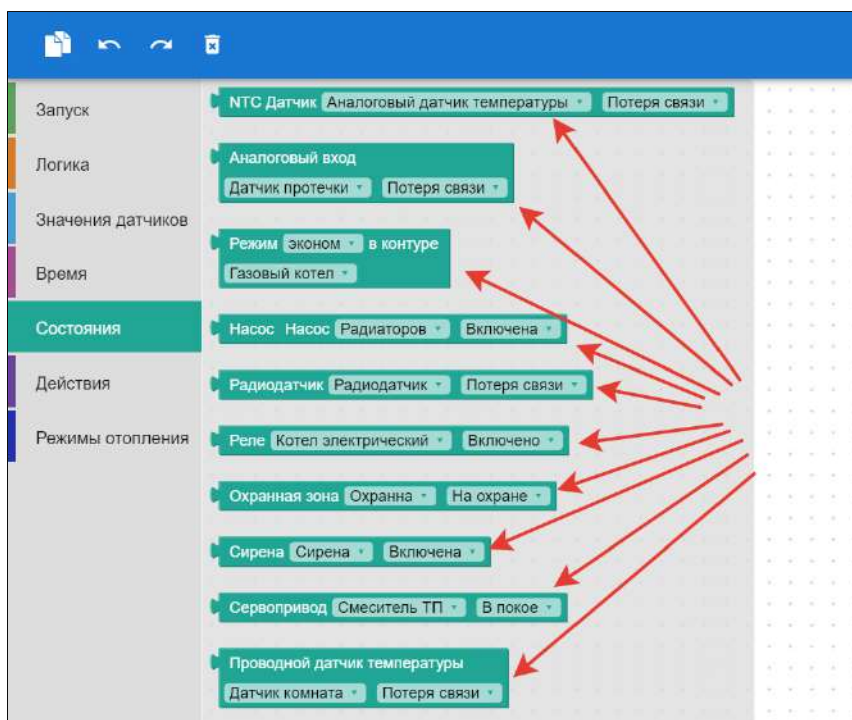 Запуск
Логика
Значения датчиков
Время
Состояния
Действия
Режимы отопления
NTC Датчик Аналоговый датчик температуры Потеря связи
Аналоговый вход
Датчик протечки Потеря связи
Режим эконом в контуре
Газовый котел
Насос Насос Радиаторов Включена
Радиодатчик Радиодатчик Потеря связи
Реле Котел электрический Включено
Охранная зона Охранна На охране
Сирена Сирена Включена
Сервопривод Смеситель ТП В покое
Проводной датчик температуры
Датчик комната Потеря связи